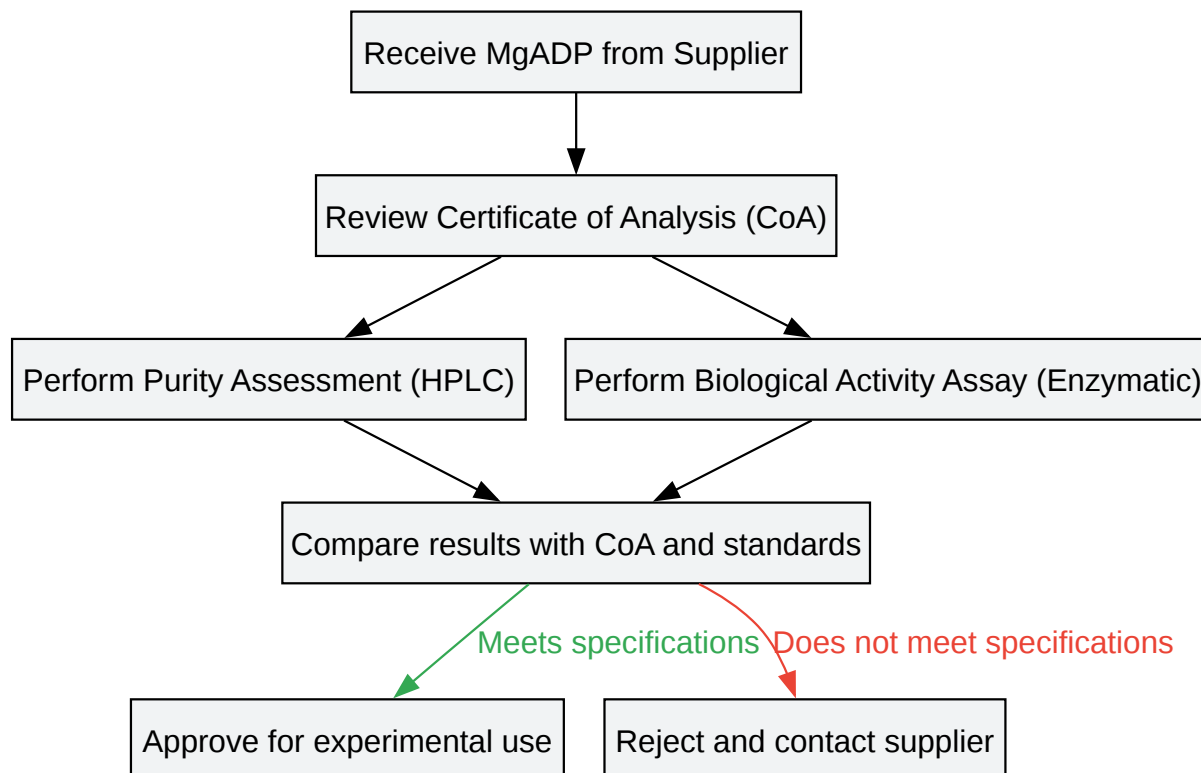 Receive MgADP from Supplier
Review Certificate of Analysis (CoA)
Perform Purity Assessment (HPLC)
Perform Biological Activity Assay (Enzymatic)
Compare results with CoA and standards
Meets specifications
Does not meet specifications
Approve for experimental use
Reject and contact supplier